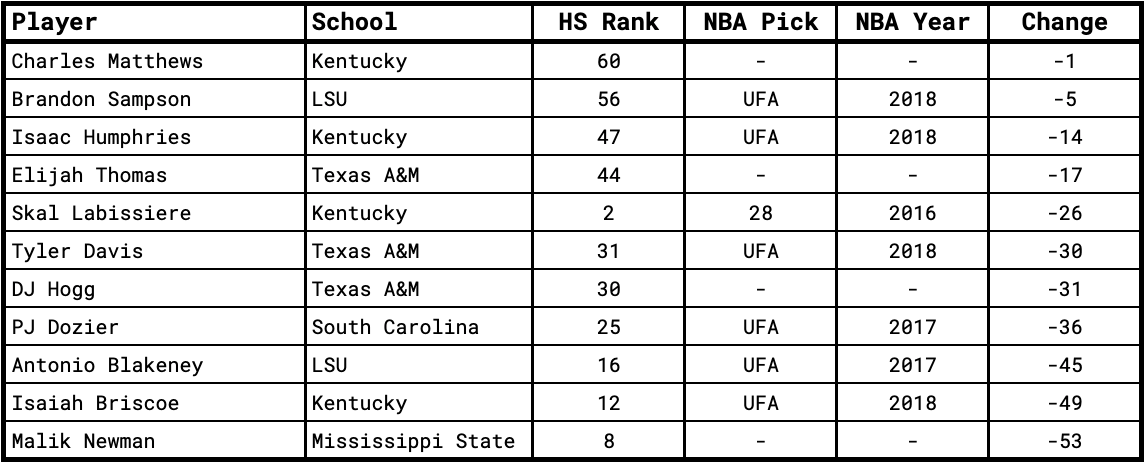 Player School HS Rank NBA Pick NBA Year Change
Charles Matthews Kentucky 60 - - -1
Brandon Sampson LSU 56 UFA 2018 -5
Isaac Humphries Kentucky 47 UFA 2018 -14
Elijah Thomas Texas A&M 44 - - -17
Skal Labissiere Kentucky 2 28 2016 -26
Tyler Davis Texas A&M 31 UFA 2018 -30
DJ Hogg Texas A&M 30 - - -31
PJ Dozier South Carolina 25 UFA 2017 -36
Antonio Blakeney LSU 16 UFA 2017 -45
Isaiah Briscoe Kentucky 12 UFA 2018 -49
Malik Newman Mississippi State 8 - - -53